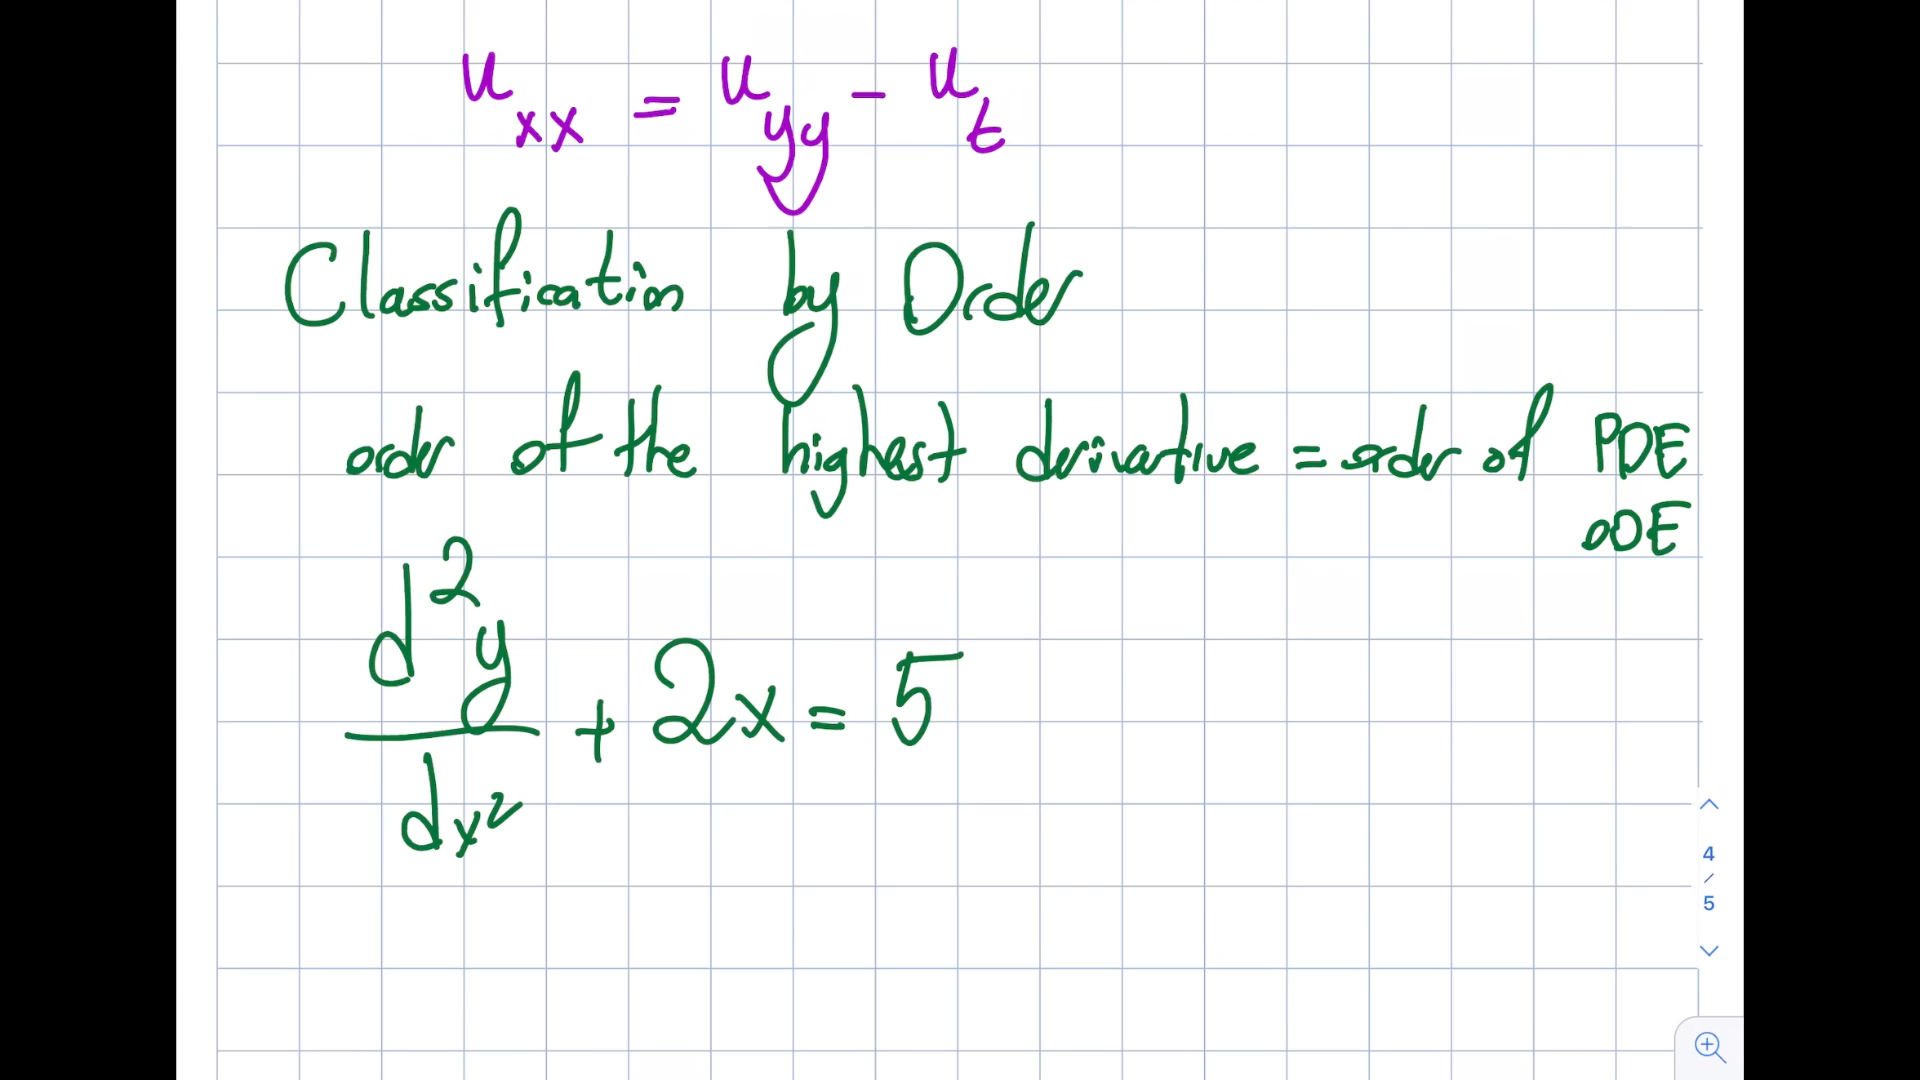 u_xx = u_yy - u_t
Classification by Order
order of the highest derivative = order of PDE
ODE
d²y/dx² + 2x = 5
4
/
5